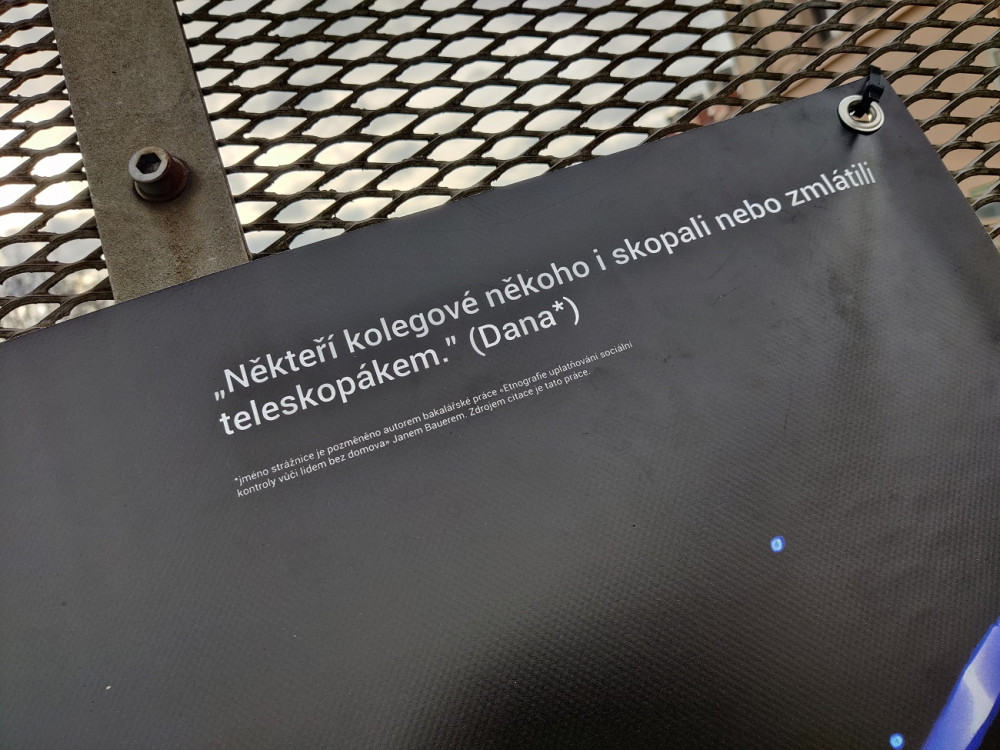 „Někteří kolegové někoho i skopali nebo zmlátili
teleskopákem.” (Dana*)
*jméno strážnice je pozměněno autorem bakalářské práce «Etnografie uplatňování sociální
kontroly vůči lidem bez domova» Janem Bauerem. Zdrojem citace je tato práce.